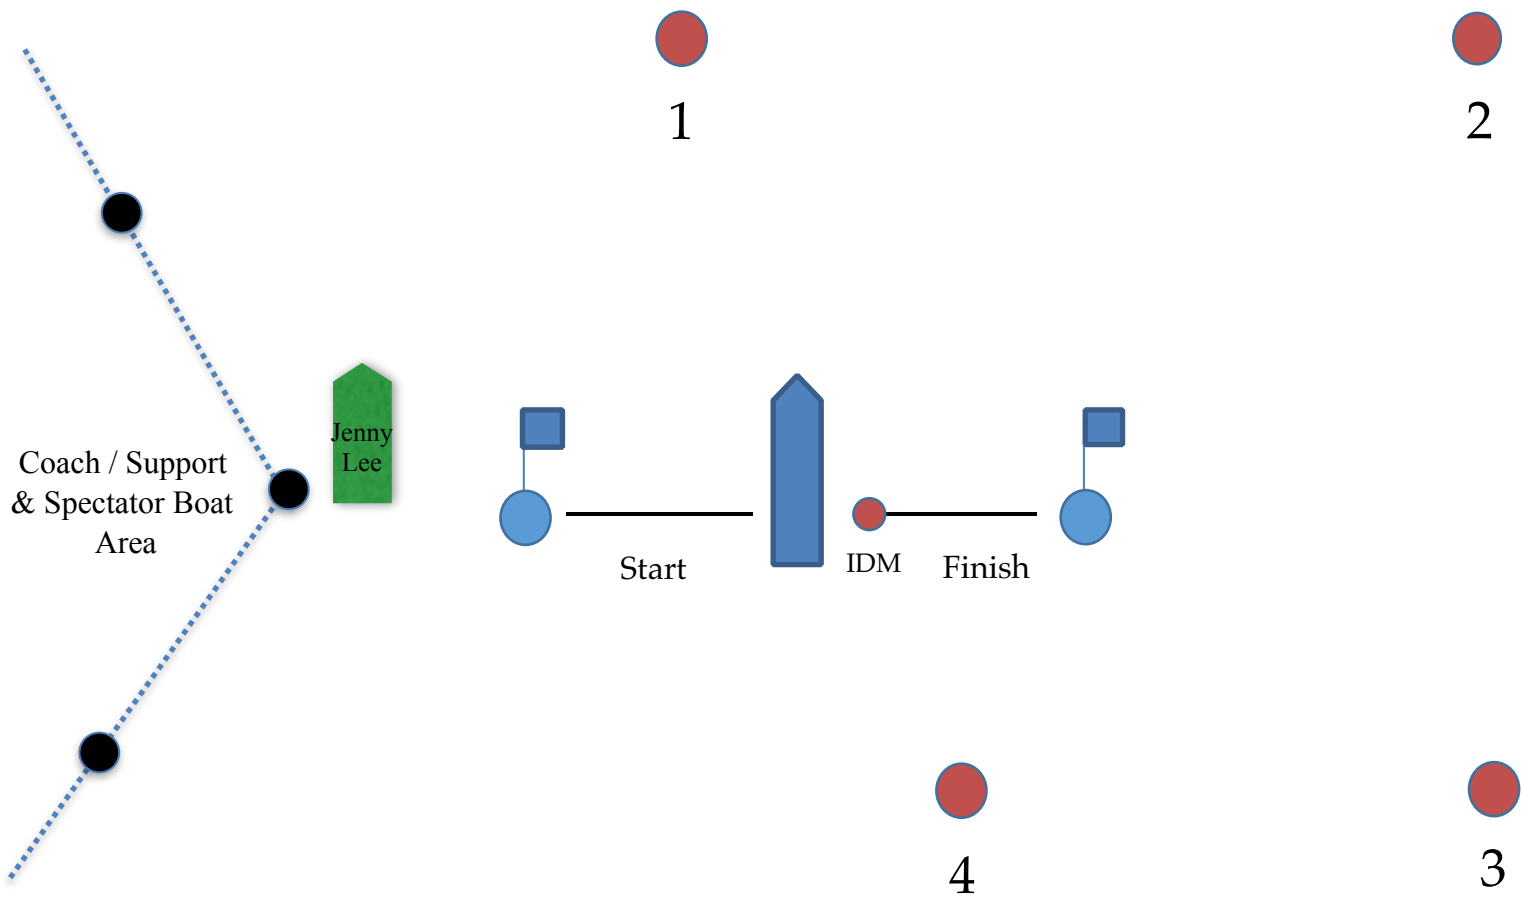 1
2
Jenny
Lee
Coach / Support
& Spectator Boat
Area
Start
IDM
Finish
4
3